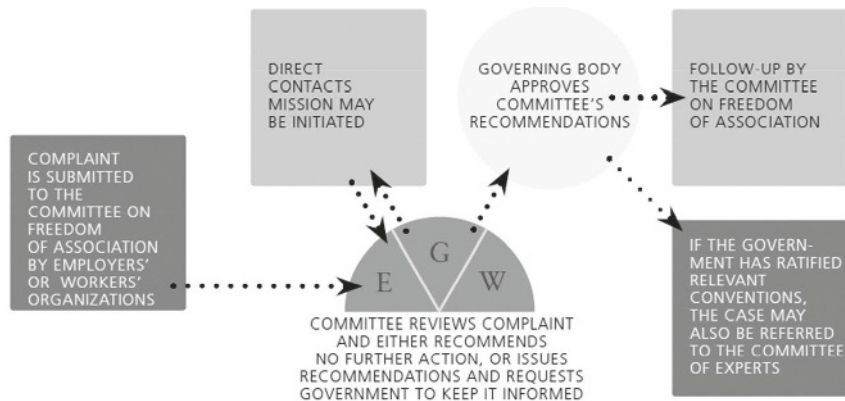 COMPLAINT
IS SUBMITTED
TO THE
COMMITTEE ON
FREEDOM
OF ASSOCIATION
BY EMPLOYERS'
OR WORKERS'
ORGANIZATIONS
DIRECT
CONTACTS
MISSION MAY
BE INITIATED
E
G
W
COMMITTEE REVIEWS COMPLAINT
AND EITHER RECOMMENDS
NO FURTHER ACTION, OR ISSUES
RECOMMENDATIONS AND REQUESTS
GOVERNMENT TO KEEP IT INFORMED
GOVERNING BODY
APPROVES
COMMITTEE'S
RECOMMENDATIONS
FOLLOW-UP BY
THE COMMITTEE
ON FREEDOM
OF ASSOCIATION
IF THE GOVERN-
MENT HAS RATIFIED
RELEVANT
CONVENTIONS,
THE CASE MAY
ALSO BE REFERRED
TO THE COMMITTEE
OF EXPERTS